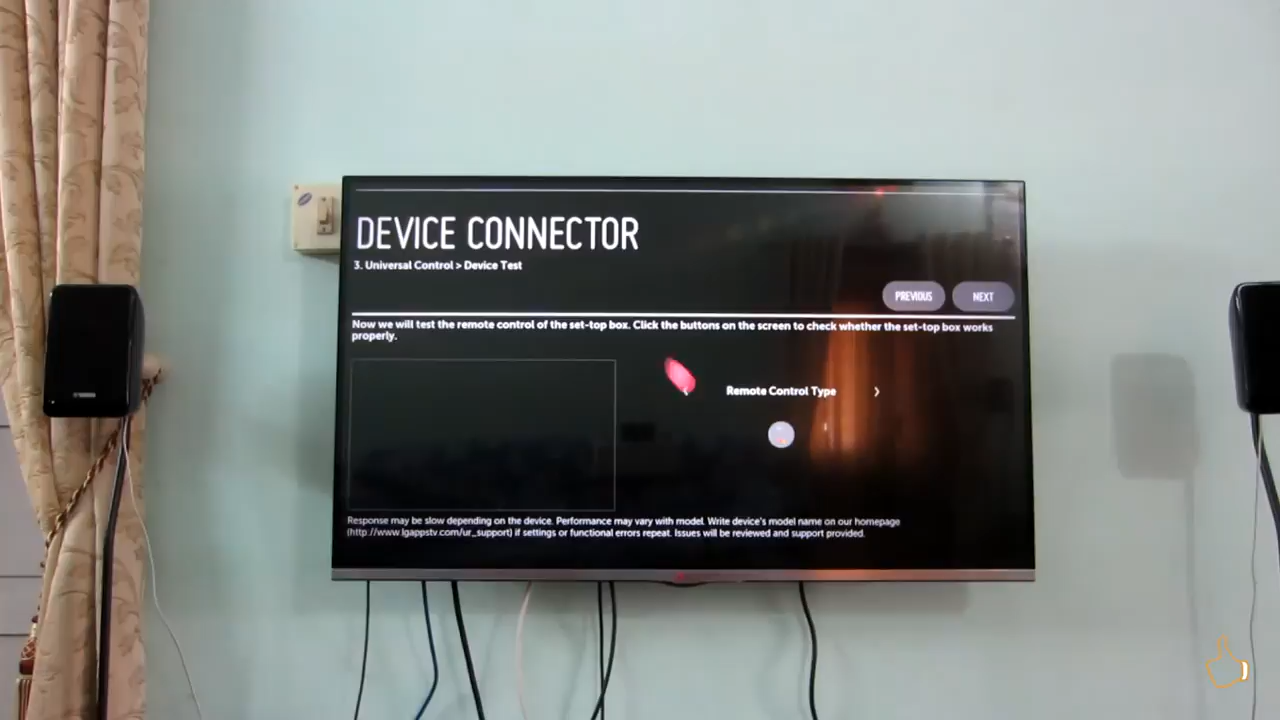 DEVICE CONNECTOR
3. Universal Control > Device Test
PREVIOUS NEXT
Now we will test the remote control of the set-top box. Click the buttons on the screen to check whether the set-top box works
properly.
Remote Control Type >
Response may be slow depending on the device. Performance may vary with model. Write device's model name on our homepage
(http://www.lgappstv.com/ur_support) if settings or functional errors repeat. Issues will be reviewed and support provided.